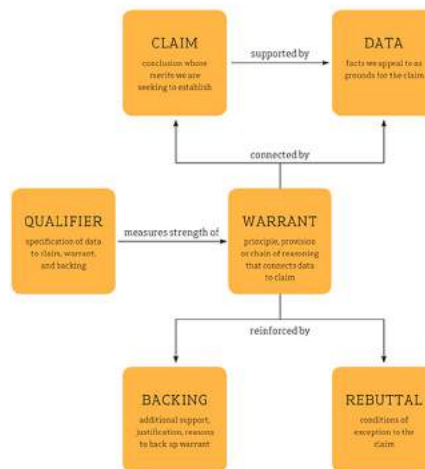 CLAIM
conclusion whose
merits we are
seeking to establish
supported by
DATA
facts we appeal to as
grounds for the claim
connected by
QUALIFIER
specification of data
to claim, warrant,
and backing
measures strength of
WARRANT
principle, provision
or chain of reasoning
that connects data
to claim
reinforced by
BACKING
additional support,
justification, reasons
to back up warrant
REBUTTAL
conditions of
exception to the
claim